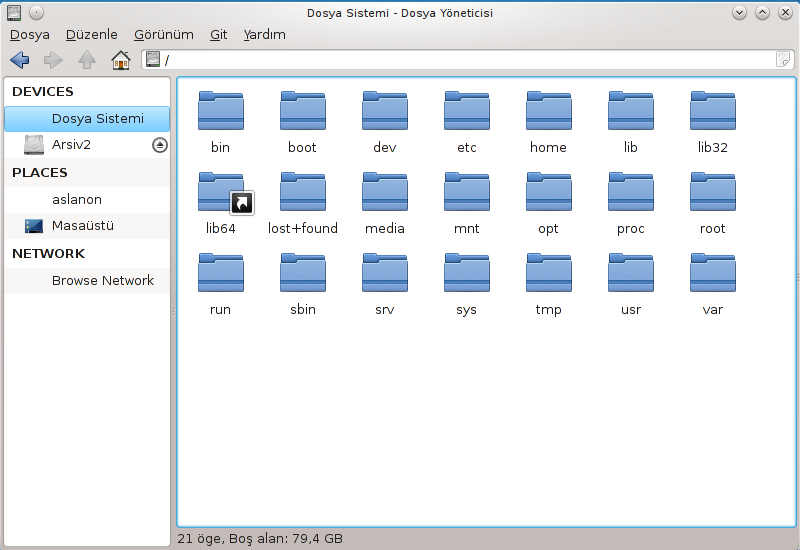 Dosya Sistemi - Dosya Yöneticisi
Dosya Düzenle Görünüm Git Yardım
/
DEVICES
Dosya Sistemi
Arsiv2
PLACES
aslanon
Masaüstü
NETWORK
Browse Network
bin boot dev etc home lib lib32
lib64 lost+found media mnt opt proc root
run sbin srv sys tmp usr var
21 öge, Boş alan: 79,4 GB